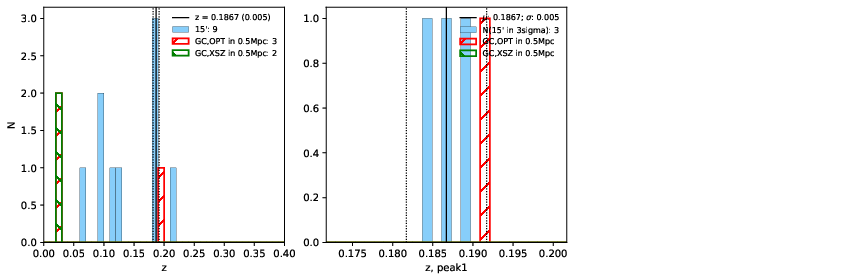 3.0
2.5
2.0
1.5
1.0
0.5
0.0
N
0.00 0.05 0.10 0.15 0.20 0.25 0.30 0.35 0.40
z
z = 0.1867 (0.005)
15': 9
GC,OPT in 0.5Mpc: 3
GC,XSZ in 0.5Mpc: 2
1.0
0.8
0.6
0.4
0.2
0.0
0.175 0.180 0.185 0.190 0.195 0.200
z, peak1
0.1867; σ: 0.005
N(15' in 3sigma): 3
GC,OPT in 0.5Mpc
GC,XSZ in 0.5Mpc